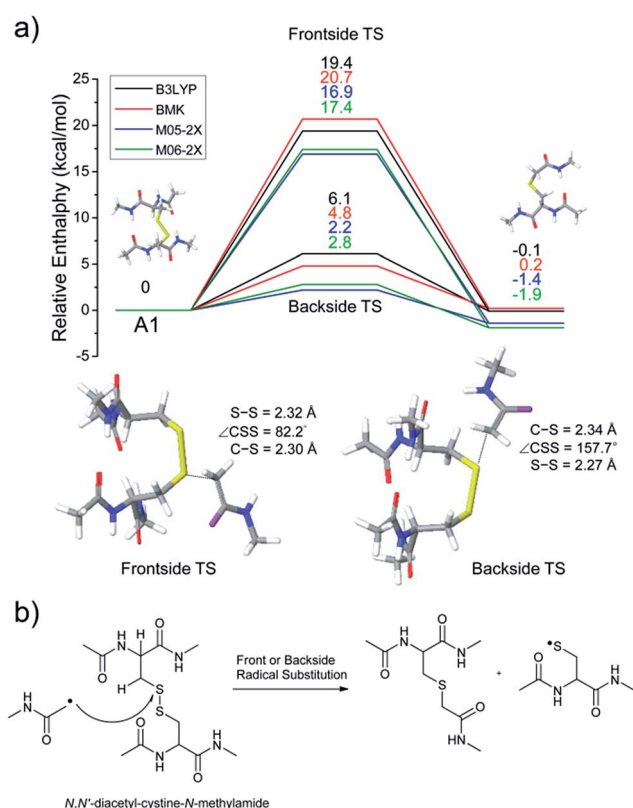 a)
Frontside TS
19.4
20.7
16.9
17.4
B3LYP
BMK
M05-2X
M06-2X
Relative Enthalphy (kcal/mol)
25
20
15
10
5
0
-5
0
A1
6.1
4.8
2.2
2.8
Backside TS
-0.1
0.2
-1.4
-1.9
S–S = 2.32 Å
∠CSS = 82.2°
C–S = 2.30 Å
Frontside TS
C–S = 2.34 Å
∠CSS = 157.7°
S–S = 2.27 Å
Backside TS
b)
H
N
O
H
N
H
O
H
N
O
S
S
O
N
H
H
N
O
Front or Backside
Radical Substitution
H
N
O
H
N
O
S
O
N
H
+
•S
O
N
H
H
N
O
N,N'-diacetyl-cystine-N-methylamide